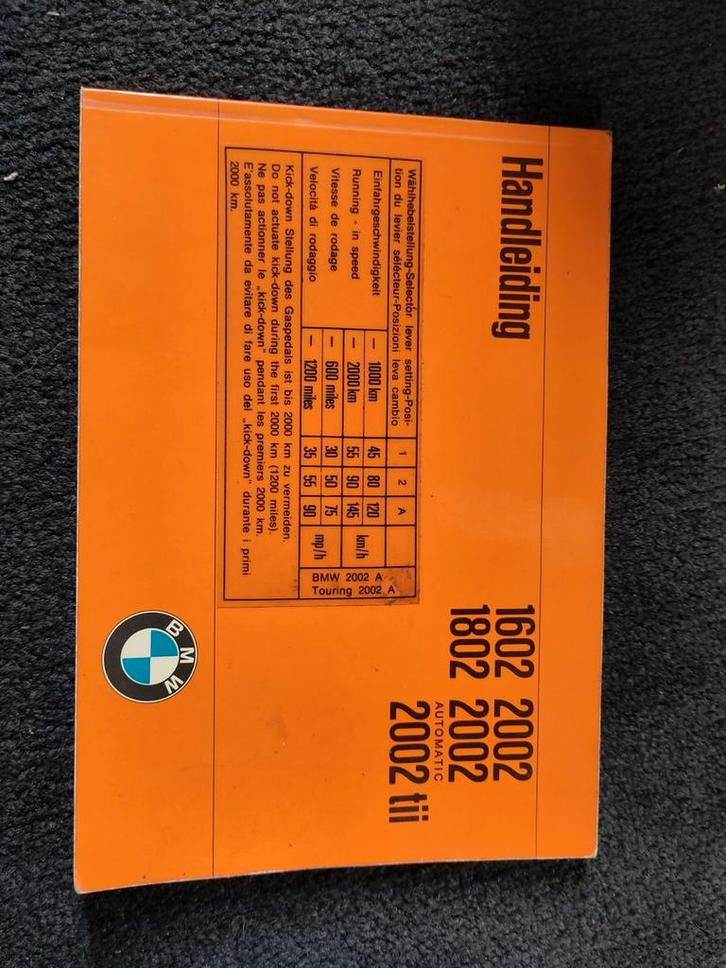 Handleiding
1602 2002
1802 2002
AUTOMATIC
2002 tii
Wählhebelstellung-Selector lever setting-Posi-
tion du levier sélecteur-Posizioni leva cambio 1 2 A
Einfahrgeschwindigkeit – 1000 km 45 80 120
Running - in speed – 2000 km 55 90 145 km/h
Vitesse de rodage – 600 miles 30 50 75
Velocità di rodaggio – 1200 miles 35 55 90 mp/h
BMW 2002 A
Touring 2002 A
Kick-down Stellung des Gaspedals ist bis 2000 km zu vermeiden.
Do not actuate kick-down during the first 2000 km (1200 miles).
Ne pas actionner le „kick-down" pendant les premiers 2000 km.
E'assolutamente da evitare di fare uso del „kick-down" durante i primi
2000 km.
BMW